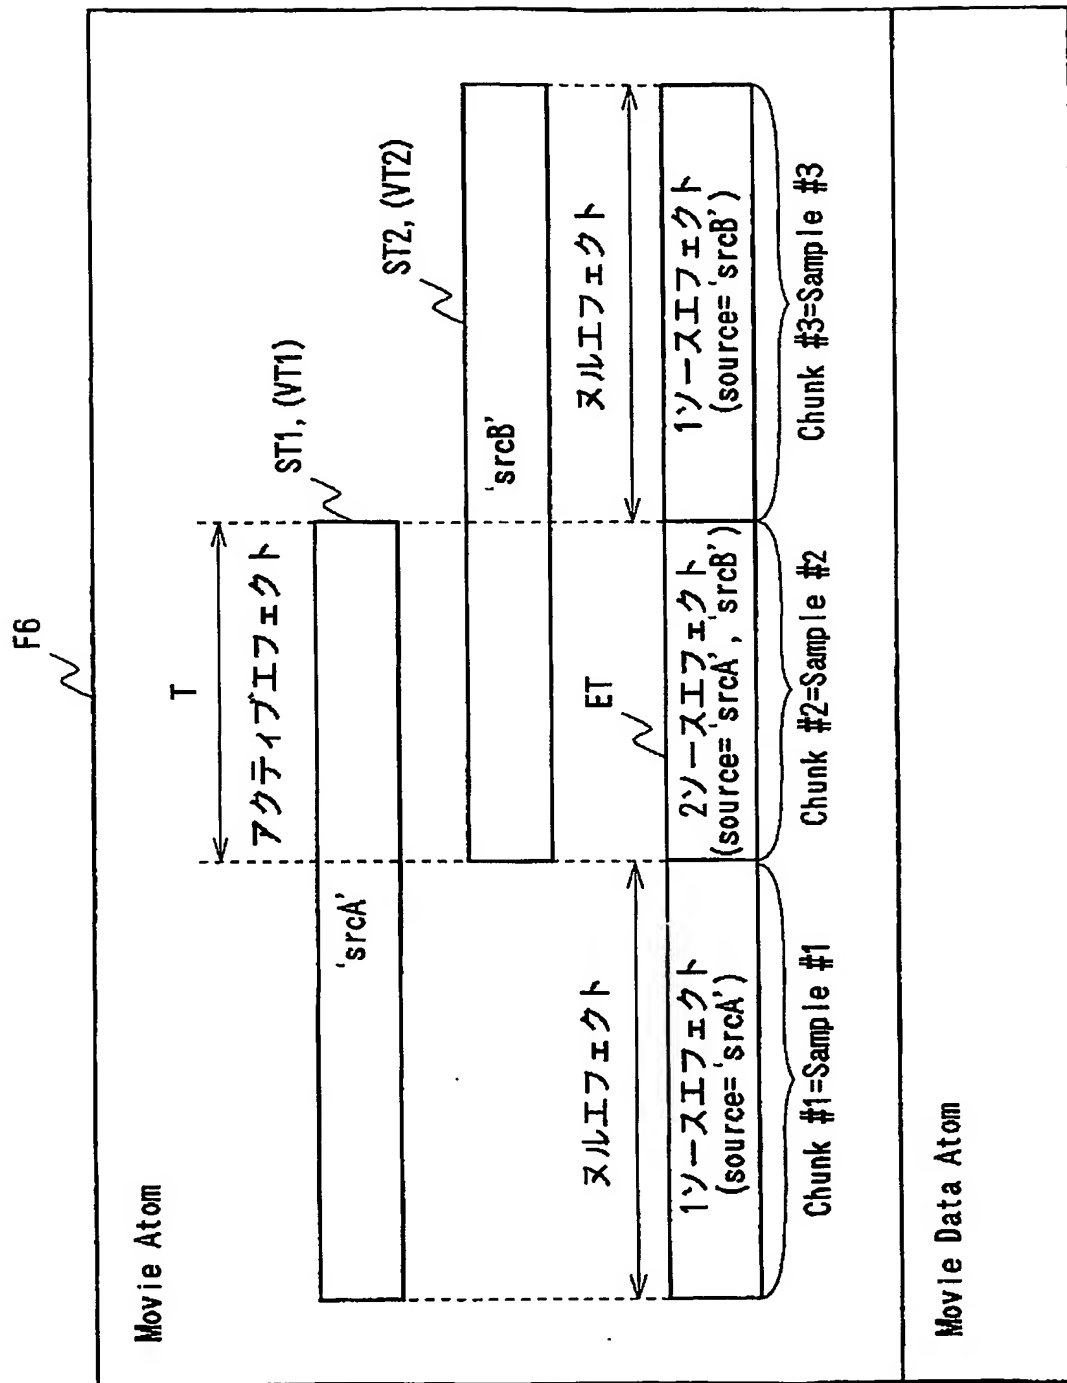 F6
Movie Atom
T
アクティブエフェクト
ST1, (VT1)
'srcA'
ST2, (VT2)
'srcB'
ヌルエフェクト
ET
ヌルエフェクト
1ソースエフェクト
(source='srcA')
2ソースエフェクト
(source='srcA', 'srcB')
1ソースエフェクト
(source='srcB')
Chunk #1=Sample #1
Chunk #2=Sample #2
Chunk #3=Sample #3
Movie Data Atom